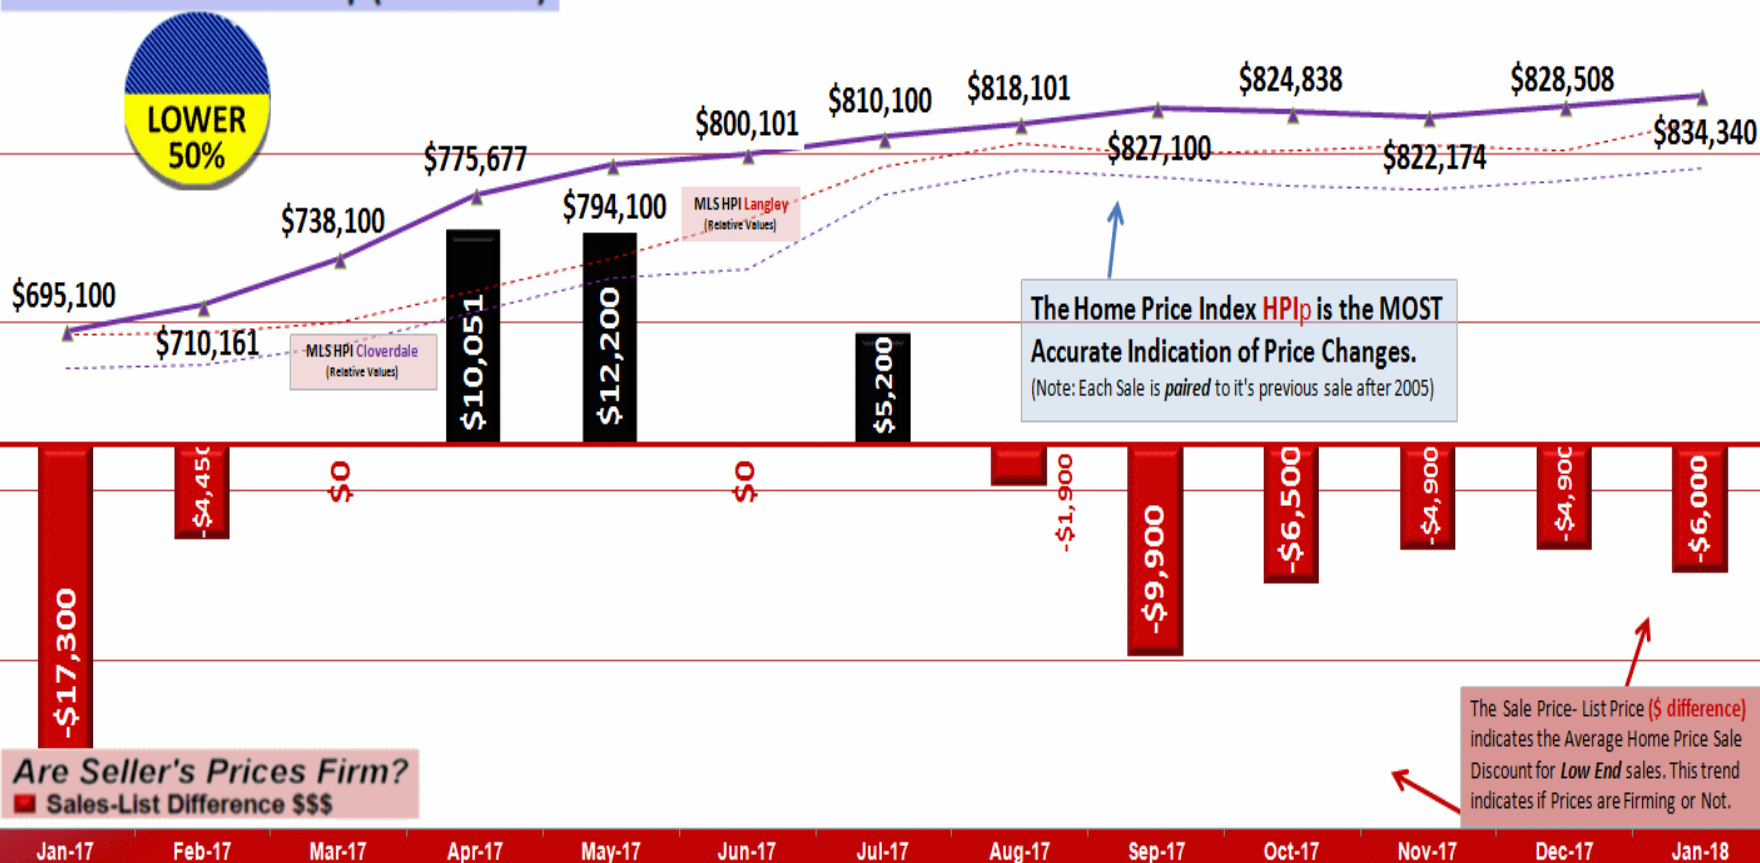 LOWER
50%
$695,100
$710,161
$738,100
$775,677
$794,100
$800,101
$810,100
$818,101
$827,100
$824,838
$822,174
$828,508
$834,340
MLS HPI Langley
(Relative Values)
MLS HPI Cloverdale
(Relative Values)
The Home Price Index HPIp is the MOST
Accurate Indication of Price Changes.
(Note: Each Sale is paired to it's previous sale after 2005)
-$17,300
-$4,450
$0
$10,051
$12,200
$0
$5,200
-$1,900
-$9,900
-$6,500
-$4,900
-$4,900
-$6,000
The Sale Price- List Price ($ difference)
indicates the Average Home Price Sale
Discount for Low End sales. This trend
indicates if Prices are Firming or Not.
Are Seller's Prices Firm?
Sales-List Difference $$$
Jan-17 Feb-17 Mar-17 Apr-17 May-17 Jun-17 Jul-17 Aug-17 Sep-17 Oct-17 Nov-17 Dec-17 Jan-18